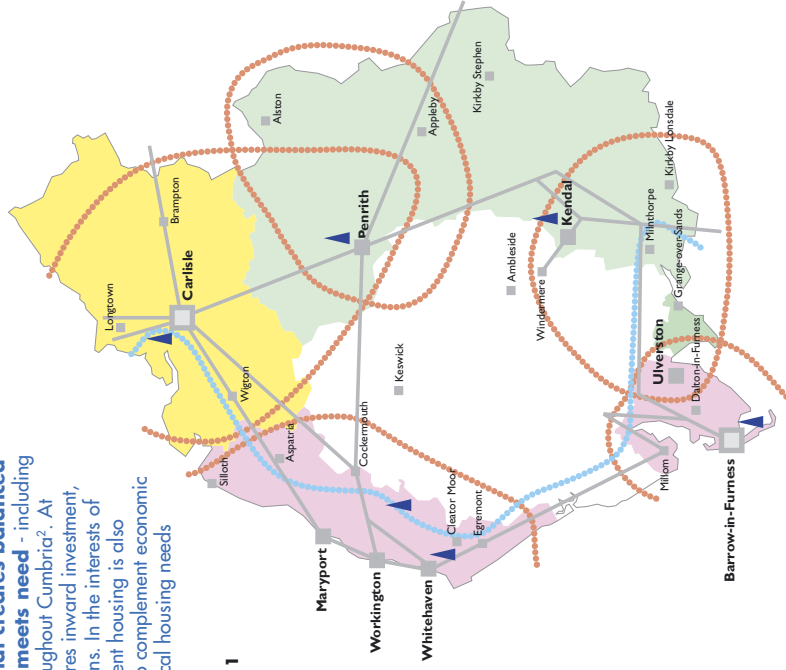 nal creates balanced
meets need - including
ughout Cumbria². At
res inward investment,
ns. In the interests of
ent housing is also
o complement economic
cal housing needs
1
Alston
Kirkby Stephen
Appleby
Brampton
Penrith
Kirkby Lonsdale
Carlisle
Kendal
Milnthorpe
Longtown
Ambleside
Grange-over-Sands
Windermere
Wigton
Keswick
Ulverston
Dalton-in-Furness
Silloth
Aspatria
Cockermouth
Cleator Moor
Egremont
Millom
Maryport
Barrow-in-Furness
Workington
Whitehaven